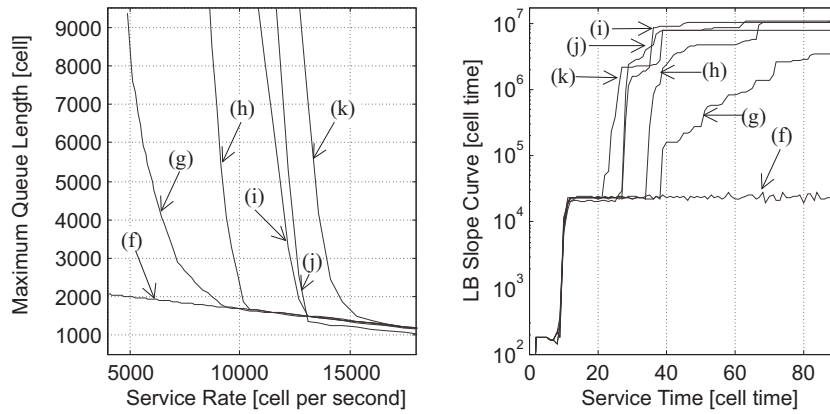 Maximum Queue Length [cell]
9000
8000
7000
6000
5000
4000
3000
2000
1000
(g)
(h)
(k)
(f)
(i)
(j)
5000
10000
15000
Service Rate [cell per second]
LB Slope Curve [cell time]
10^7
10^6
10^5
10^4
10^3
10^2
(i)
(j)
(k)
(h)
(g)
(f)
0
20
40
60
80
Service Time [cell time]